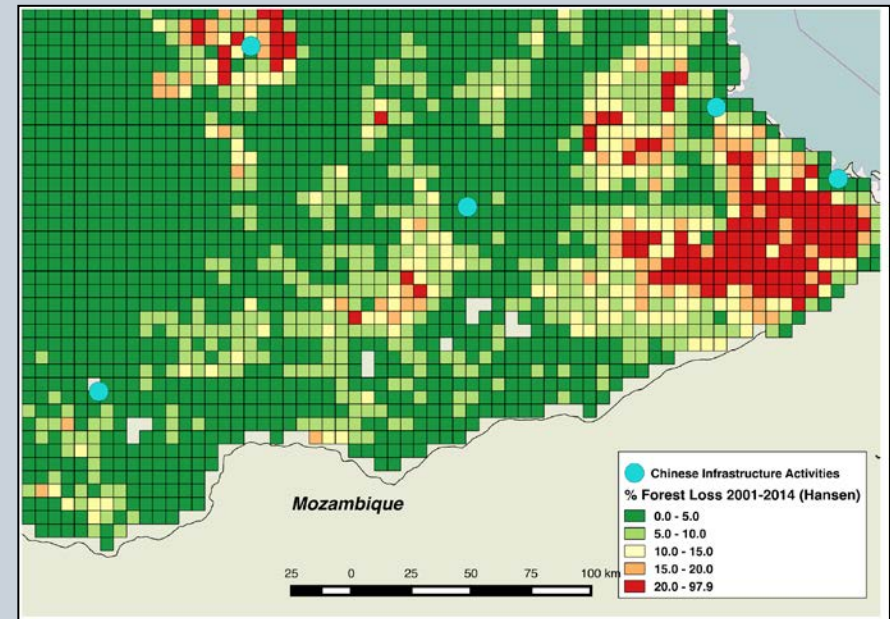 Mozambique
25 0 25 50 75 100 km
Chinese Infrastructure Activities
% Forest Loss 2001-2014 (Hansen)
0.0 - 5.0
5.0 - 10.0
10.0 - 15.0
15.0 - 20.0
20.0 - 97.9